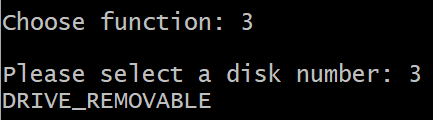 Choose function: 3
Please select a disk number: 3
DRIVE_REMOVABLE